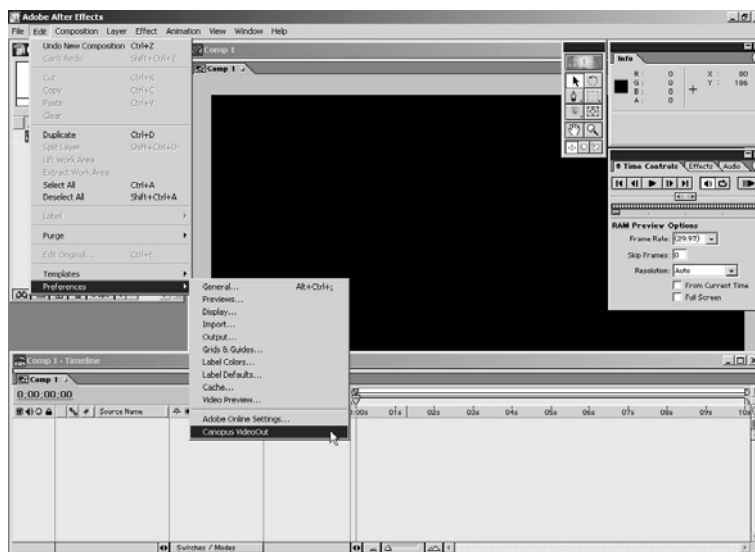 Adobe After Effects
File Edit Composition Layer Effect Animation View Window Help
Undo New Composition Ctrl+Z
Can't Redo Shift+Ctrl+Z
Cut Ctrl+X
Copy Ctrl+C
Paste Ctrl+V
Clear
Duplicate Ctrl+D
Split Layer Shift+Ctrl+D
Lift Work Area
Extract Work Area
Select All Ctrl+A
Deselect All Shift+Ctrl+A
Label
Purge
Edit Original... Ctrl+E
Templates
Preferences
General... Alt+Ctrl+;
Previews...
Display...
Import...
Output...
Grids & Guides...
Label Colors...
Label Defaults...
Cache...
Video Preview...
Adobe Online Settings...
Canopus VideoOut
Comp 1
Comp 1
Info
R: 0 X: 80
G: 0 Y: 186
B: 0
A: 0
Time Controls Effects Audio
RAM Preview Options
Frame Rate: (29.97)
Skip Frames: 0
Resolution: Auto
From Current Time
Full Screen
Comp 1 - Timeline
Comp 1
0:00:00:00
# Source Name
:00s 01s 02s 03s 04s 05s 06s 07s 08s 09s 10s
Switches / Modes